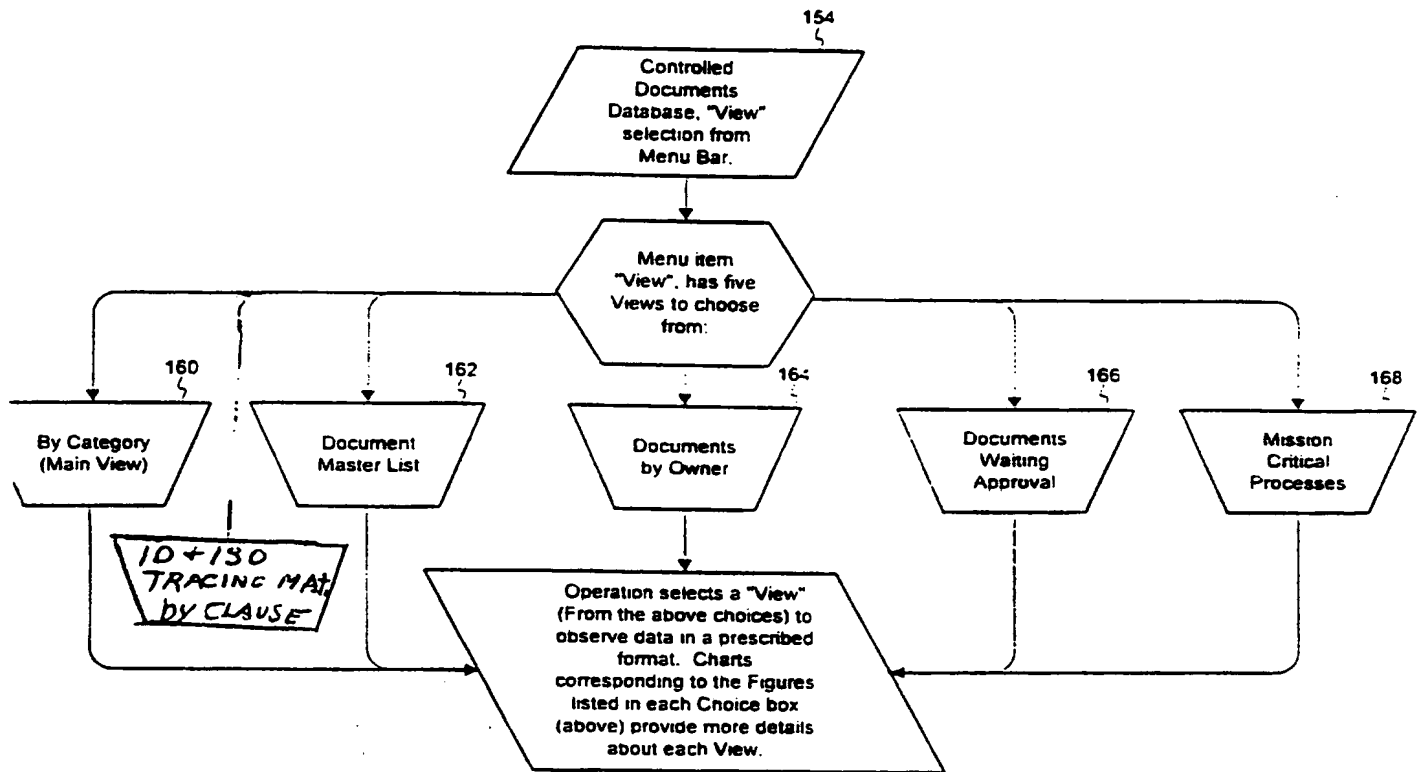 154
Controlled
Documents
Database, "View"
selection from
Menu Bar.
Menu item
"View", has five
Views to choose
from:
160
By Category
(Main View)
162
Document
Master List
164
Documents
by Owner
166
Documents
Waiting
Approval
168
Mission
Critical
Processes
TRACING MAT.
by CLAUSE
Operation selects a "View"
(From the above choices) to
observe data in a prescribed
format. Charts
corresponding to the Figures
listed in each Choice box
(above) provide more details
about each View.